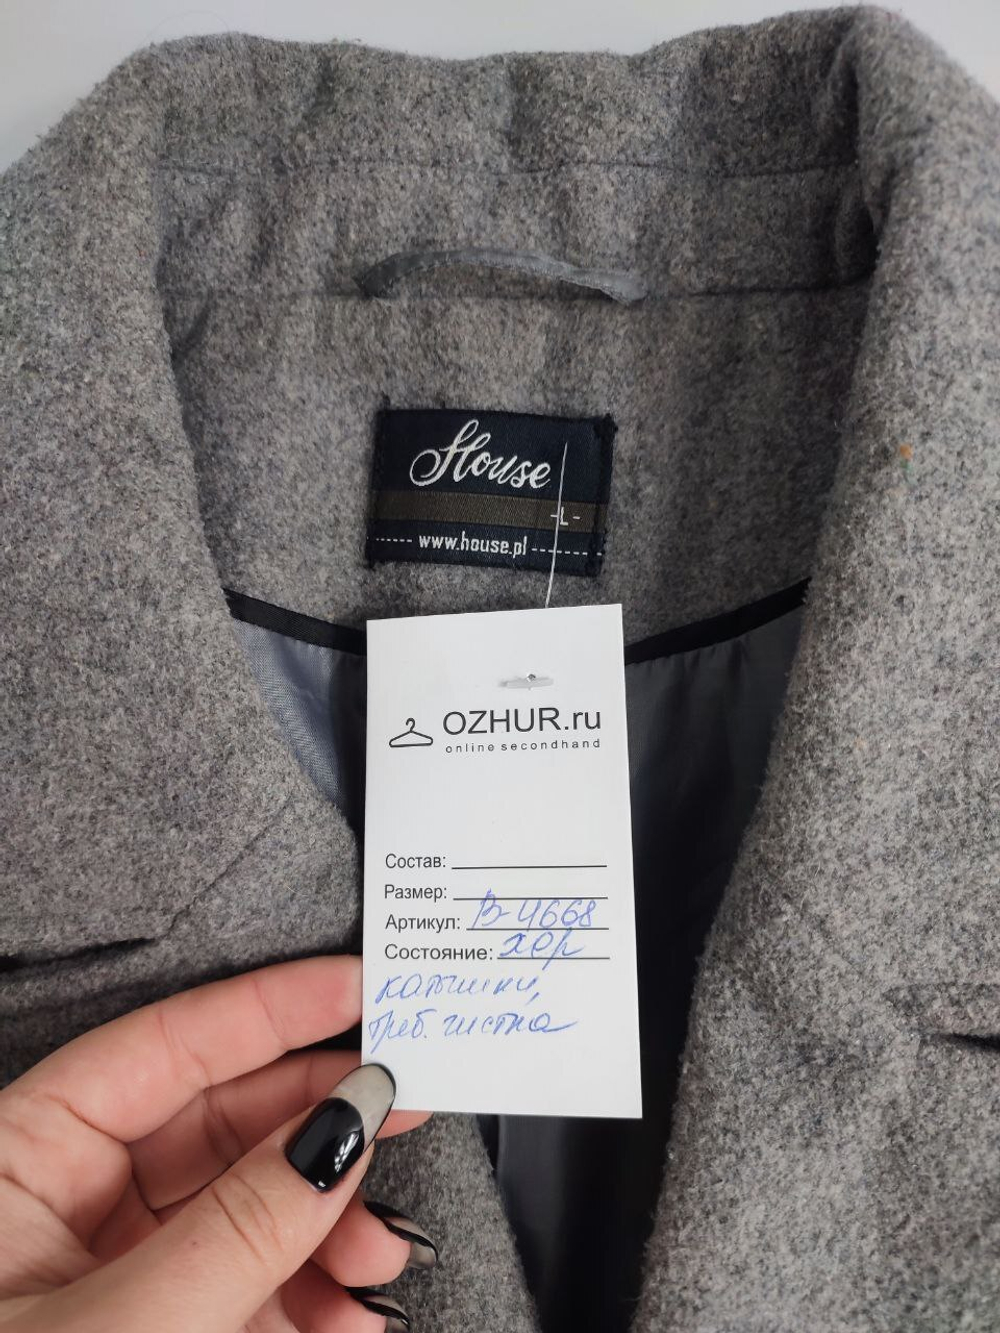 House
-L-
www.house.pl
OZHUR.ru
online secondhand
Состав:
Размер:
Артикул: В-4668
Состояние: хор
катышки,
треб. чистка